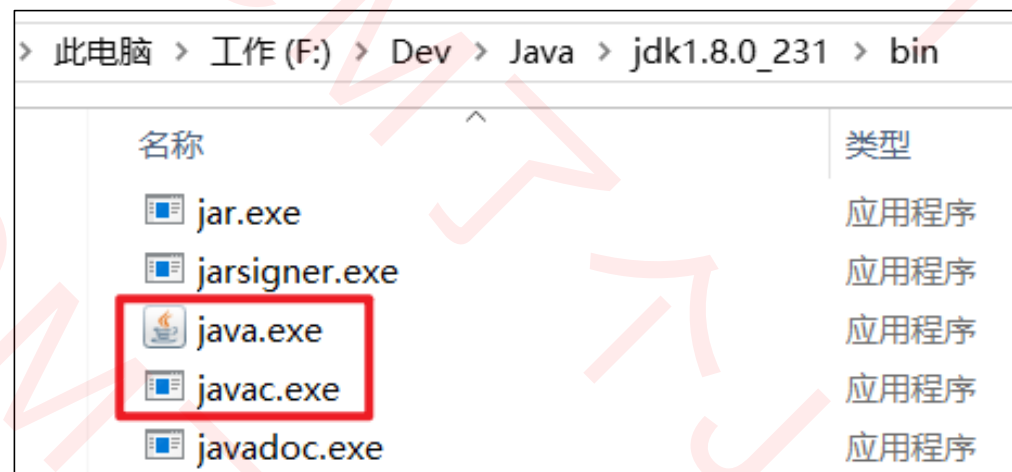 > 此电脑 > 工作 (F:) > Dev > Java > jdk1.8.0_231 > bin
名称 类型
jar.exe 应用程序
jarsigner.exe 应用程序
java.exe 应用程序
javac.exe 应用程序
javadoc.exe 应用程序